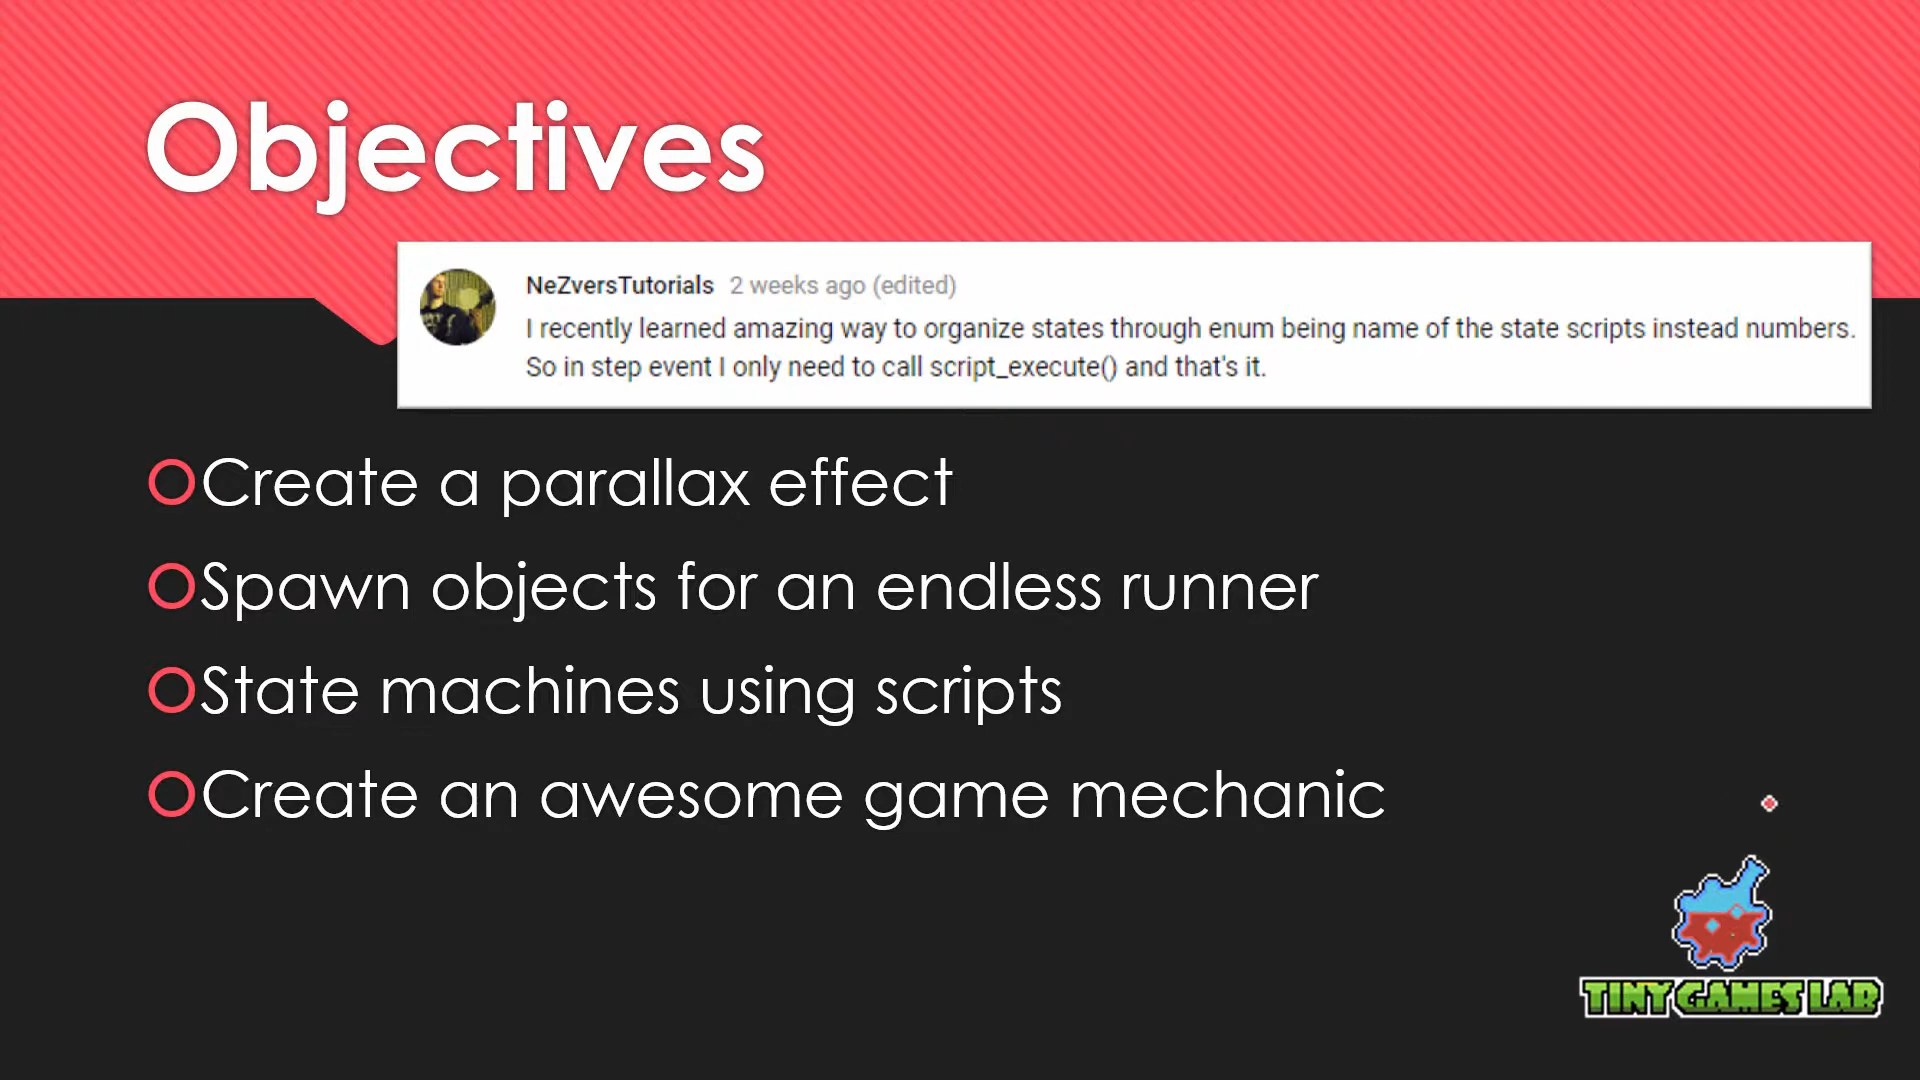 Objectives
NeZversTutorials 2 weeks ago (edited)
I recently learned amazing way to organize states through enum being name of the state scripts instead numbers.
So in step event I only need to call script_execute() and that's it.
Create a parallax effect
Spawn objects for an endless runner
State machines using scripts
Create an awesome game mechanic
TINY GAMES LAB